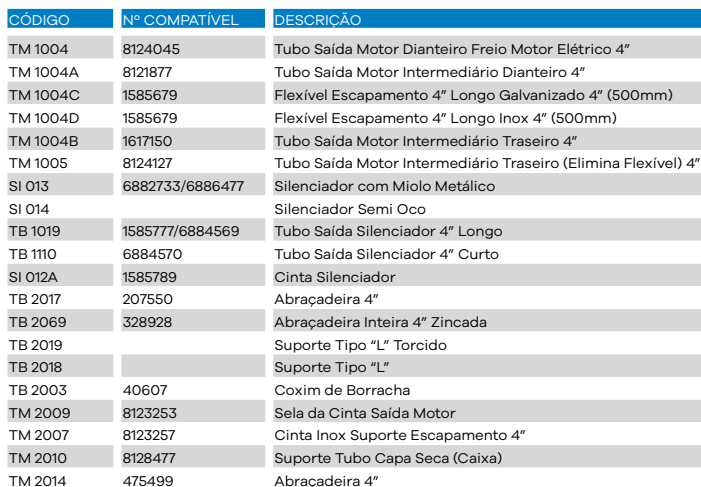 CÓDIGO Nº COMPATÍVEL DESCRIÇÃO
TM 1004 8124045 Tubo Saída Motor Dianteiro Freio Motor Elétrico 4”
TM 1004A 8121877 Tubo Saída Motor Intermediário Dianteiro 4”
TM 1004C 1585679 Flexível Escapamento 4” Longo Galvanizado 4” (500mm)
TM 1004D 1585679 Flexível Escapamento 4” Longo Inox 4” (500mm)
TM 1004B 1617150 Tubo Saída Motor Intermediário Traseiro 4”
TM 1005 8124127 Tubo Saída Motor Intermediário Traseiro (Elimina Flexível) 4”
SI 013 6882733/6886477 Silenciador com Miolo Metálico
SI 014 Silenciador Semi Oco
TB 1019 1585777/6884569 Tubo Saída Silenciador 4” Longo
TB 1110 6884570 Tubo Saída Silenciador 4” Curto
SI 012A 1585789 Cinta Silenciador
TB 2017 207550 Abraçadeira 4”
TB 2069 328928 Abraçadeira Inteira 4” Zincada
TB 2019 Suporte Tipo “L” Torcido
TB 2018 Suporte Tipo “L”
TB 2003 40607 Coxim de Borracha
TM 2009 8123253 Sela da Cinta Saída Motor
TM 2007 8123257 Cinta Inox Suporte Escapamento 4”
TM 2010 8128477 Suporte Tubo Capa Seca (Caixa)
TM 2014 475499 Abraçadeira 4”